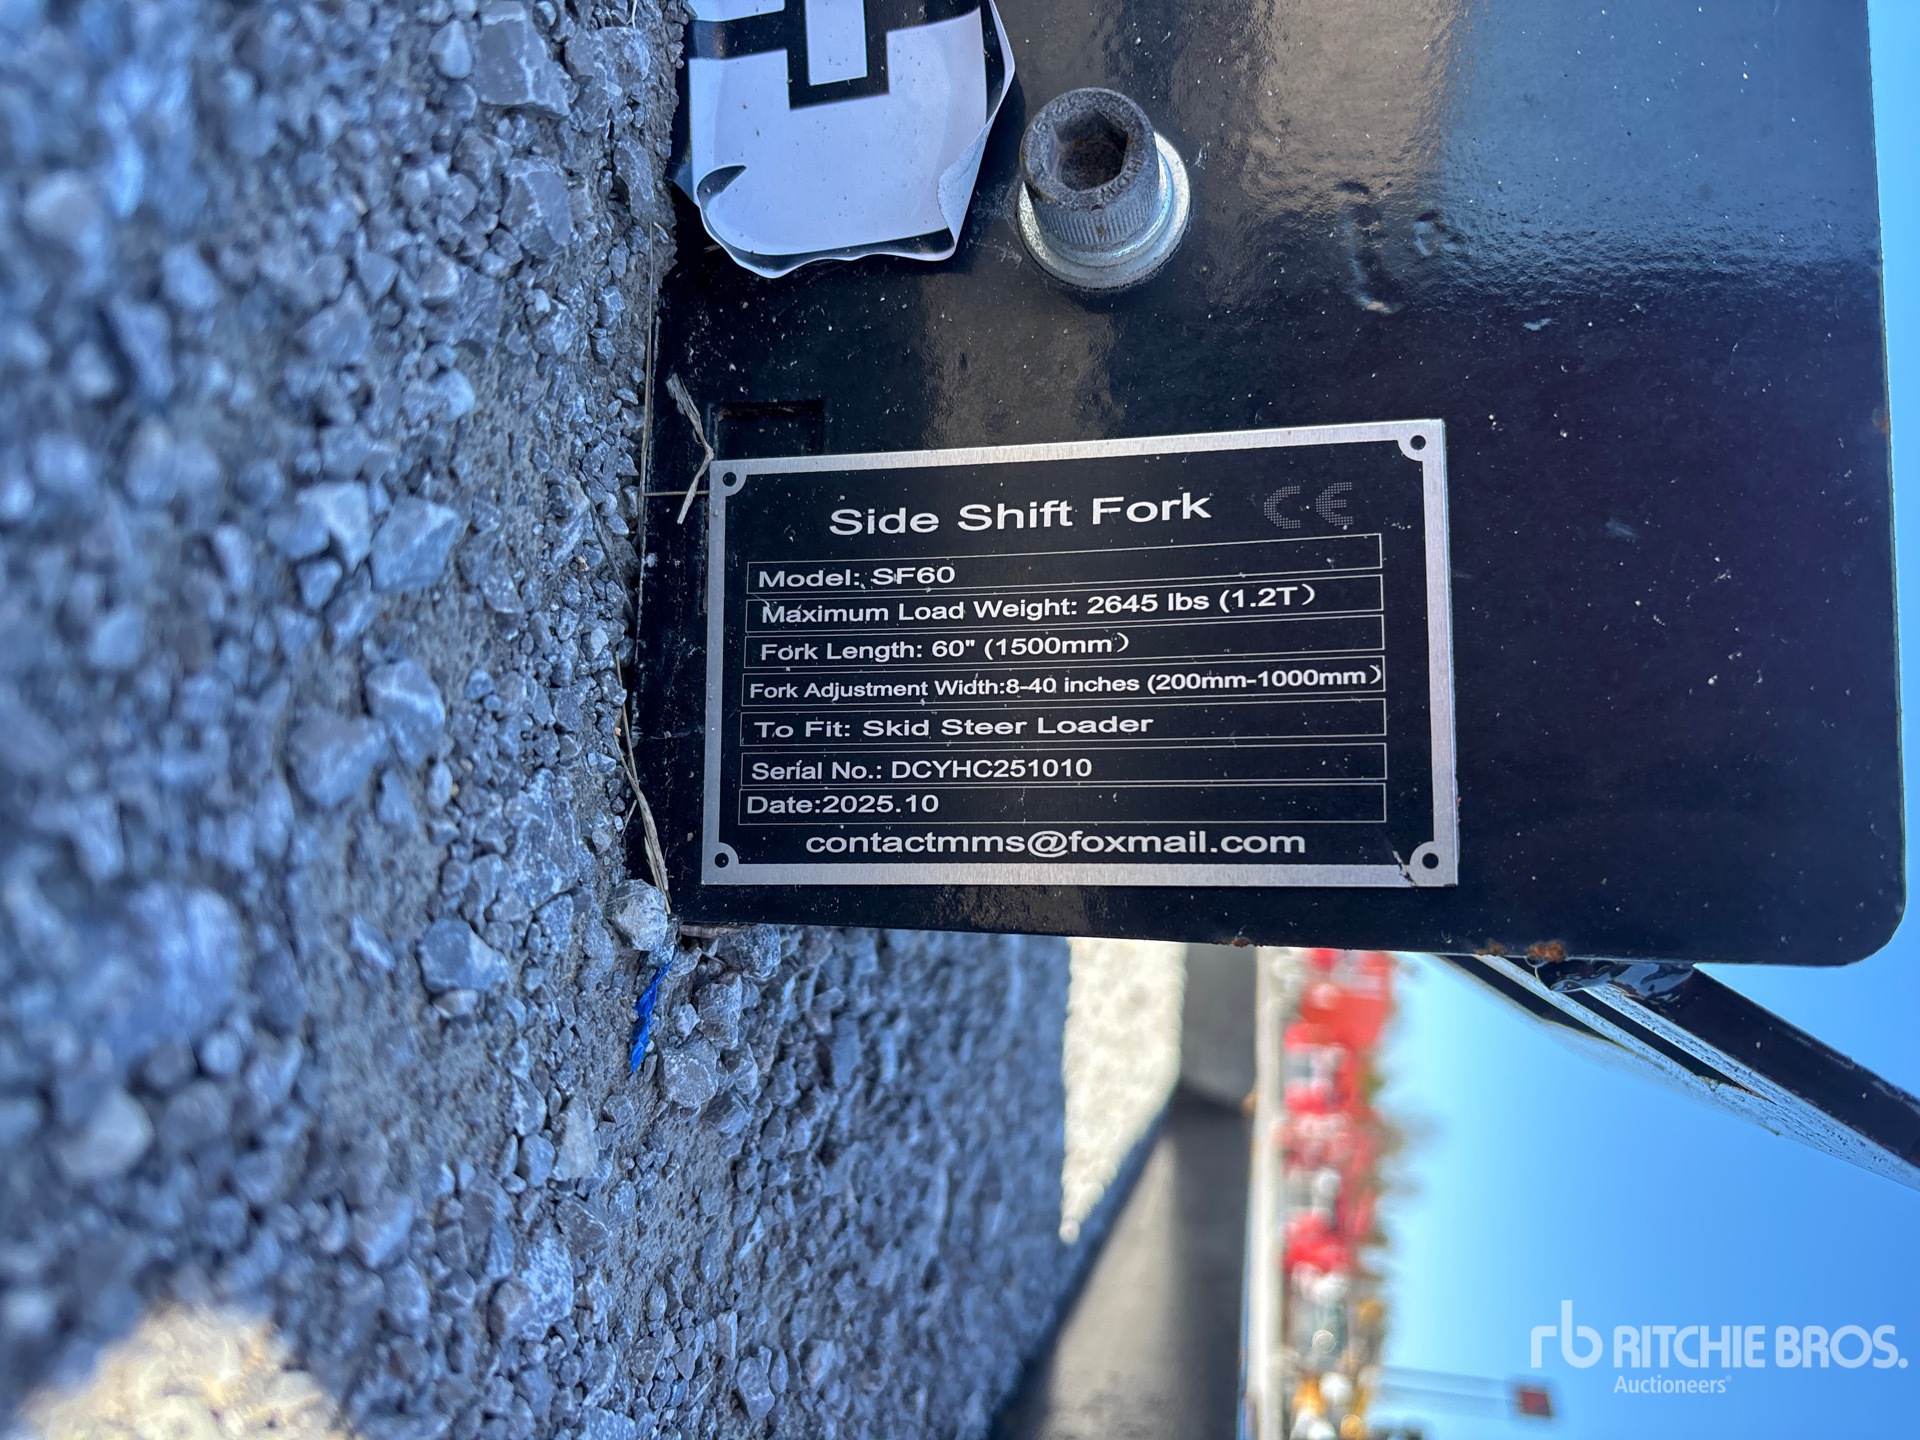 Side Shift Fork CE
Model: SF60
Maximum Load Weight: 2645 lbs (1.2T)
Fork Length: 60" (1500mm)
Fork Adjustment Width:8-40 inches (200mm-1000mm)
To Fit: Skid Steer Loader
Serial No.: DCYHC251010
Date:2025.10
contactmms@foxmail.com
rb RITCHIE BROS.
Auctioneers